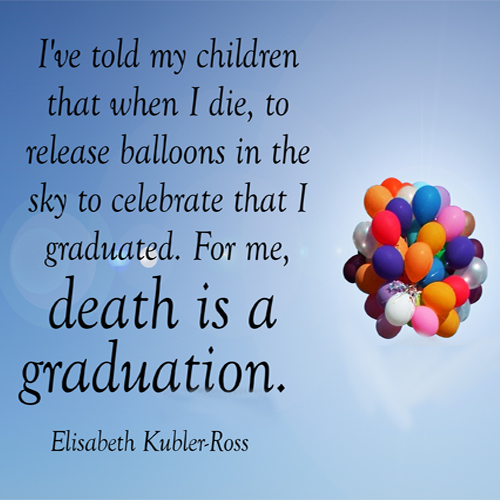 I've told my children
that when I die, to
release balloons in the
sky to celebrate that I
graduated. For me,
death is a
graduation.
Elisabeth Kubler-Ross